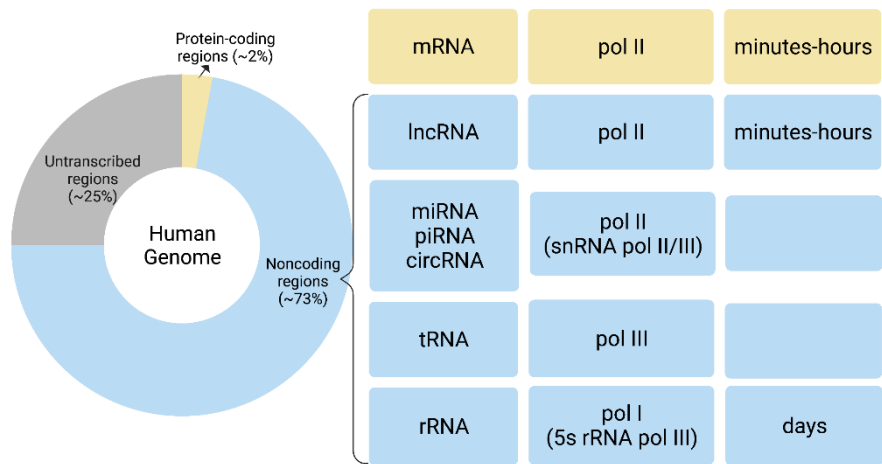 Protein-coding
regions (~2%)
Untranscribed
regions
(~25%)
Human
Genome
Noncoding
regions
(~73%)
mRNA
pol II
minutes-hours
lncRNA
pol II
minutes-hours
miRNA
piRNA
circRNA
pol II
(snRNA pol II/III)
tRNA
pol III
rRNA
pol I
(5s rRNA pol III)
days